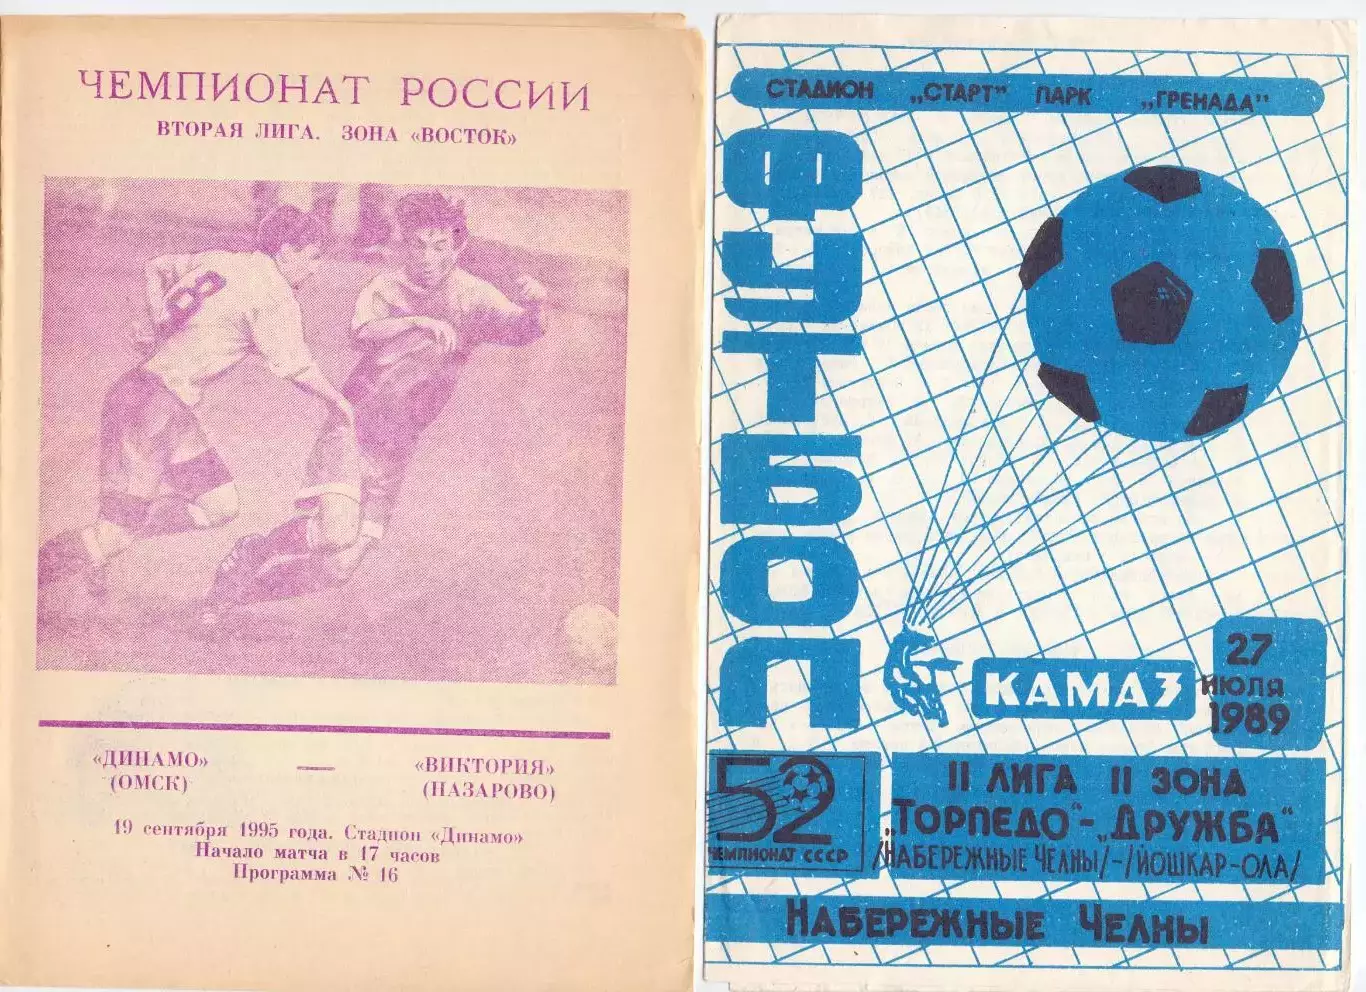 ЧЕМПИОНАТ РОССИИ
ВТОРАЯ ЛИГА. ЗОНА «ВОСТОК»
8
«ДИНАМО» — «ВИКТОРИЯ»
(ОМСК) (НАЗАРОВО)
19 сентября 1995 года. Стадион «Динамо»
Начало матча в 17 часов
Программа № 16
СТАДИОН „СТАРТ" ПАРК „ГРЕНАДА"
ФУТБОЛ
КАМАЗ
27
ИЮЛЯ
1989
52
ЧЕМПИОНАТ СССР
II ЛИГА II ЗОНА
„ТОРПЕДО"-„ДРУЖБА"
/НАБЕРЕЖНЫЕ ЧЕЛНЫ/-/ЙОШКАР-ОЛА/
НАБЕРЕЖНЫЕ ЧЕЛНЫ